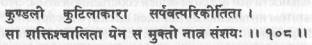 कुण्डली कुटिलाकारा सर्पवत्परिकीर्तिता ।
सा शक्तिश्चालिता येन स मुक्तो नात्र संशयः ॥ १०८ ॥